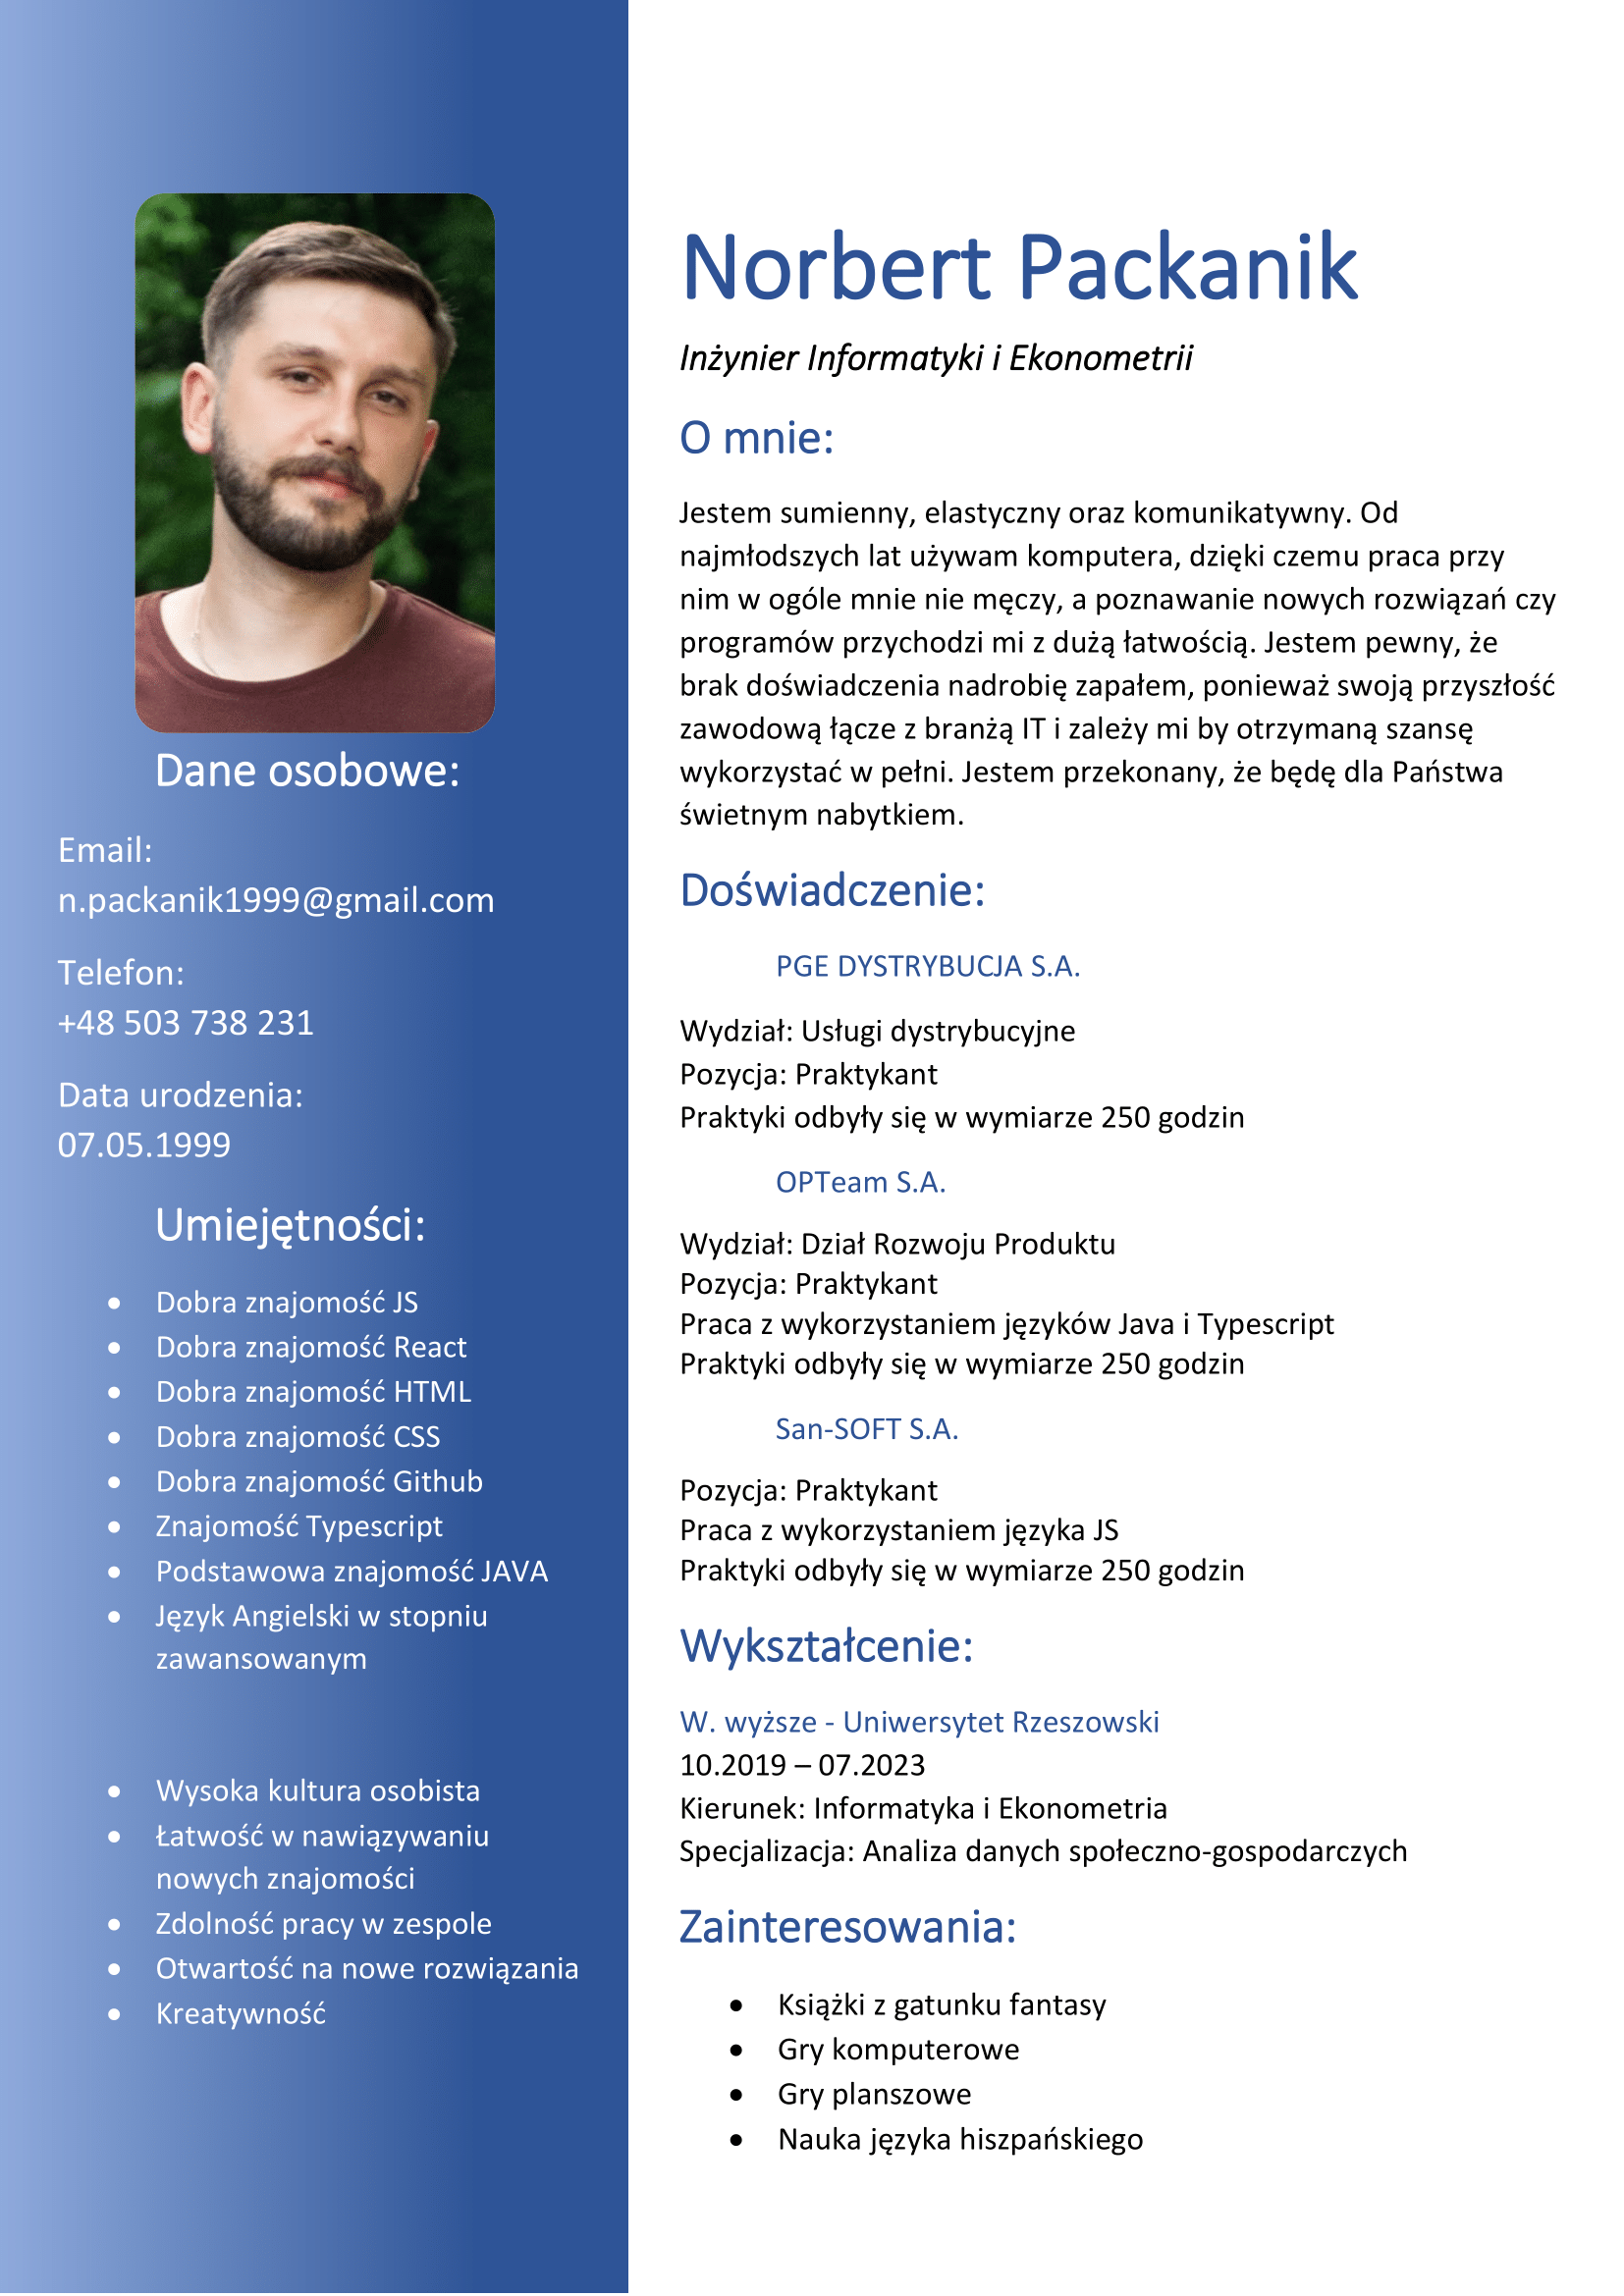 Norbert Packanik
Inżynier Informatyki i Ekonometrii
O mnie:
Jestem sumienny, elastyczny oraz komunikatywny. Od
najmłodszych lat używam komputera, dzięki czemu praca przy
nim w ogóle mnie nie męczy, a poznawanie nowych rozwiązań czy
programów przychodzi mi z dużą łatwością. Jestem pewny, że
brak doświadczenia nadrobię zapałem, ponieważ swoją przyszłość
zawodową łącze z branżą IT i zależy mi by otrzymaną szansę
wykorzystać w pełni. Jestem przekonany, że będę dla Państwa
świetnym nabytkiem.
Doświadczenie:
PGE DYSTRYBUCJA S.A.
Wydział: Usługi dystrybucyjne
Pozycja: Praktykant
Praktyki odbyły się w wymiarze 250 godzin
OPTeam S.A.
Wydział: Dział Rozwoju Produktu
Pozycja: Praktykant
Praca z wykorzystaniem języków Java i Typescript
Praktyki odbyły się w wymiarze 250 godzin
San-SOFT S.A.
Pozycja: Praktykant
Praca z wykorzystaniem języka JS
Praktyki odbyły się w wymiarze 250 godzin
Wykształcenie:
W. wyższe - Uniwersytet Rzeszowski
10.2019 – 07.2023
Kierunek: Informatyka i Ekonometria
Specjalizacja: Analiza danych społeczno-gospodarczych
Zainteresowania:
• Książki z gatunku fantasy
• Gry komputerowe
• Gry planszowe
• Nauka języka hiszpańskiego
Dane osobowe:
Email:
n.packanik1999@gmail.com
Telefon:
+48 503 738 231
Data urodzenia:
07.05.1999
Umiejętności:
• Dobra znajomość JS
• Dobra znajomość React
• Dobra znajomość HTML
• Dobra znajomość CSS
• Dobra znajomość Github
• Znajomość Typescript
• Podstawowa znajomość JAVA
• Język Angielski w stopniu
zawansowanym
• Wysoka kultura osobista
• Łatwość w nawiązywaniu
nowych znajomości
• Zdolność pracy w zespole
• Otwartość na nowe rozwiązania
• Kreatywność